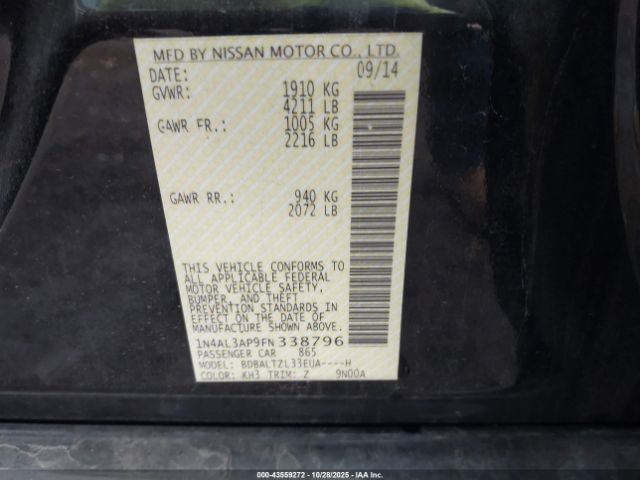 MFD BY NISSAN MOTOR CO., LTD.
DATE: 09/14
GVWR: 1910 KG
4211 LB
GAWR FR.: 1005 KG
2216 LB
GAWR RR.: 940 KG
2072 LB
THIS VEHICLE CONFORMS TO
ALL APPLICABLE FEDERAL
MOTOR VEHICLE SAFETY,
BUMPER, AND THEFT
PREVENTION STANDARDS IN
EFFECT ON THE DATE OF
MANUFACTURE SHOWN ABOVE.
1N4AL3AP9FN 338796
PASSENGER CAR 865
MODEL: BDBALTZL33EUA----H
COLOR: KH3 TRIM: Z 9N00A
000-43559272 | 10/28/2025 | IAA Inc.